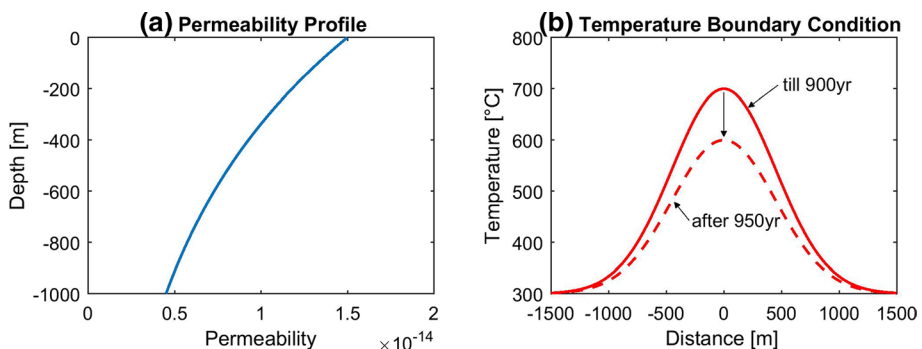 (a) Permeability Profile
0
-200
-400
-600
-800
-1000
Depth [m]
0 0.5 1 1.5 2
Permeability ×10⁻¹⁴
(b) Temperature Boundary Condition
800
700
600
500
400
300
Temperature [°C]
till 900yr
after 950yr
-1500 -1000 -500 0 500 1000 1500
Distance [m]